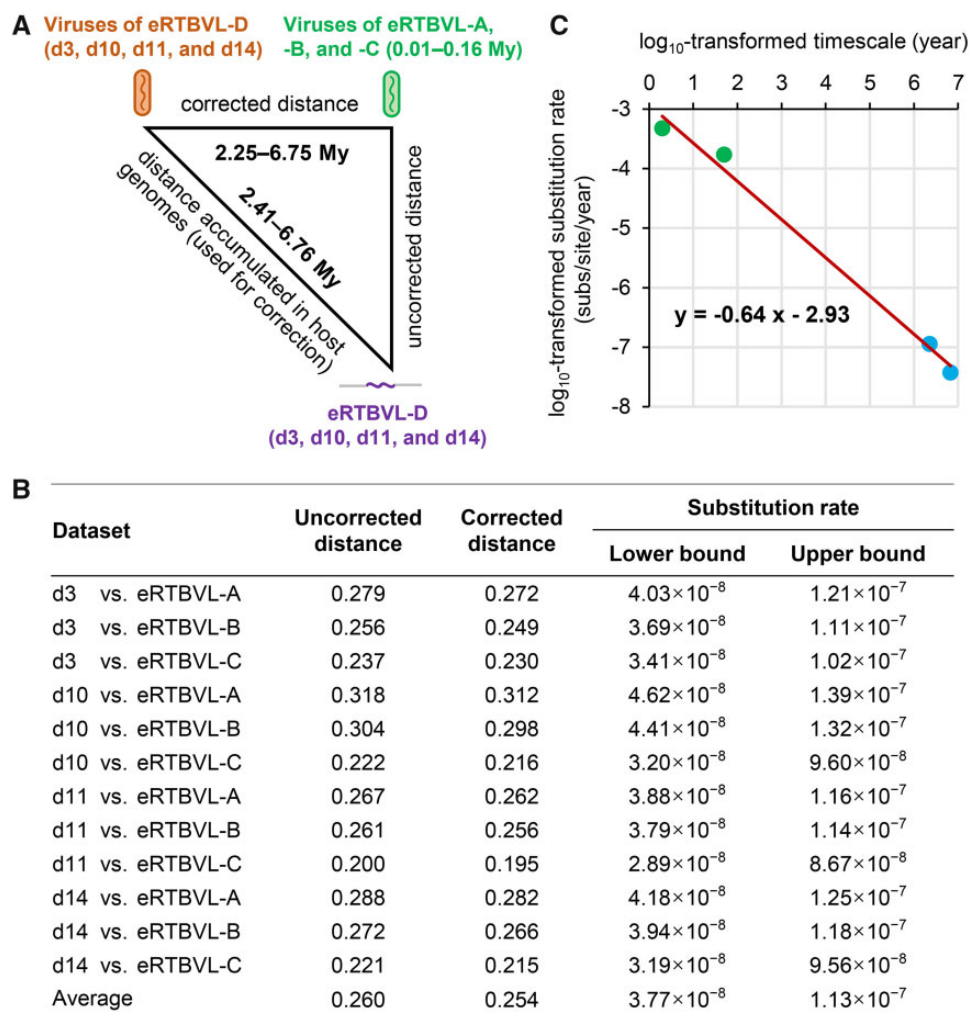 A
Viruses of eRTBVL-D
(d3, d10, d11, and d14)
Viruses of eRTBVL-A,
-B, and -C (0.01–0.16 My)
corrected distance
2.25–6.75 My
2.41–6.76 My
distance accumulated in host
genomes (used for correction)
uncorrected distance
eRTBVL-D
(d3, d10, d11, and d14)
C
log₁₀-transformed timescale (year)
0 1 2 3 4 5 6 7
-3
-4
-5
-6
-7
-8
log₁₀-transformed substitution rate
(subs/site/year)
y = -0.64 x - 2.93
B
Dataset Uncorrected distance Corrected distance Substitution rate
Lower bound Upper bound
d3 vs. eRTBVL-A 0.279 0.272 4.03×10⁻⁸ 1.21×10⁻⁷
d3 vs. eRTBVL-B 0.256 0.249 3.69×10⁻⁸ 1.11×10⁻⁷
d3 vs. eRTBVL-C 0.237 0.230 3.41×10⁻⁸ 1.02×10⁻⁷
d10 vs. eRTBVL-A 0.318 0.312 4.62×10⁻⁸ 1.39×10⁻⁷
d10 vs. eRTBVL-B 0.304 0.298 4.41×10⁻⁸ 1.32×10⁻⁷
d10 vs. eRTBVL-C 0.222 0.216 3.20×10⁻⁸ 9.60×10⁻⁸
d11 vs. eRTBVL-A 0.267 0.262 3.88×10⁻⁸ 1.16×10⁻⁷
d11 vs. eRTBVL-B 0.261 0.256 3.79×10⁻⁸ 1.14×10⁻⁷
d11 vs. eRTBVL-C 0.200 0.195 2.89×10⁻⁸ 8.67×10⁻⁸
d14 vs. eRTBVL-A 0.288 0.282 4.18×10⁻⁸ 1.25×10⁻⁷
d14 vs. eRTBVL-B 0.272 0.266 3.94×10⁻⁸ 1.18×10⁻⁷
d14 vs. eRTBVL-C 0.221 0.215 3.19×10⁻⁸ 9.56×10⁻⁸
Average 0.260 0.254 3.77×10⁻⁸ 1.13×10⁻⁷